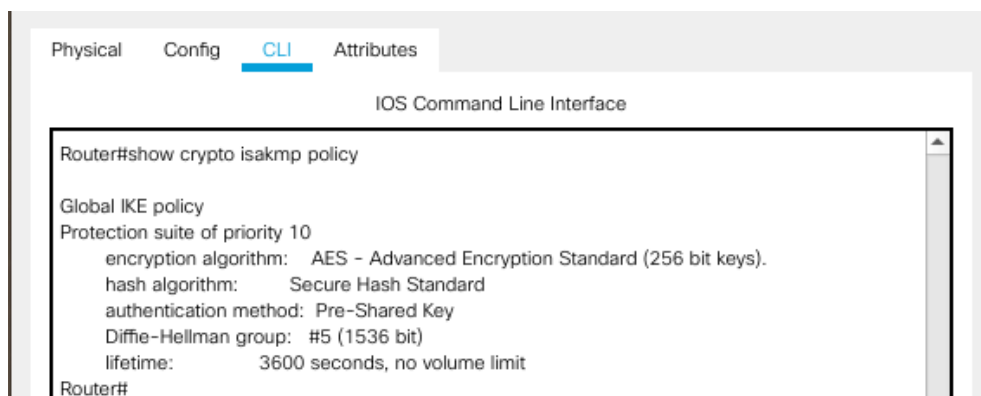 Physical Config CLI Attributes
IOS Command Line Interface
Router#show crypto isakmp policy
Global IKE policy
Protection suite of priority 10
encryption algorithm: AES - Advanced Encryption Standard (256 bit keys).
hash algorithm: Secure Hash Standard
authentication method: Pre-Shared Key
Diffie-Hellman group: #5 (1536 bit)
lifetime: 3600 seconds, no volume limit
Router#